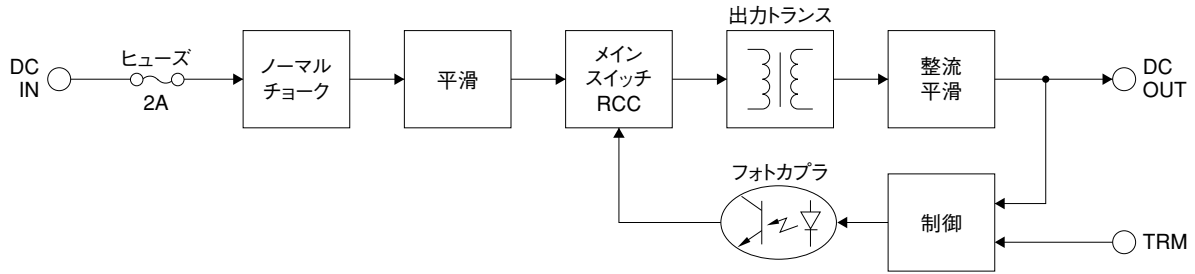 DC
IN
ヒューズ
2A
ノーマル
チョーク
平滑
メイン
スイッチ
RCC
出力トランス
整流
平滑
DC
OUT
フォトカプラ
制御
TRM